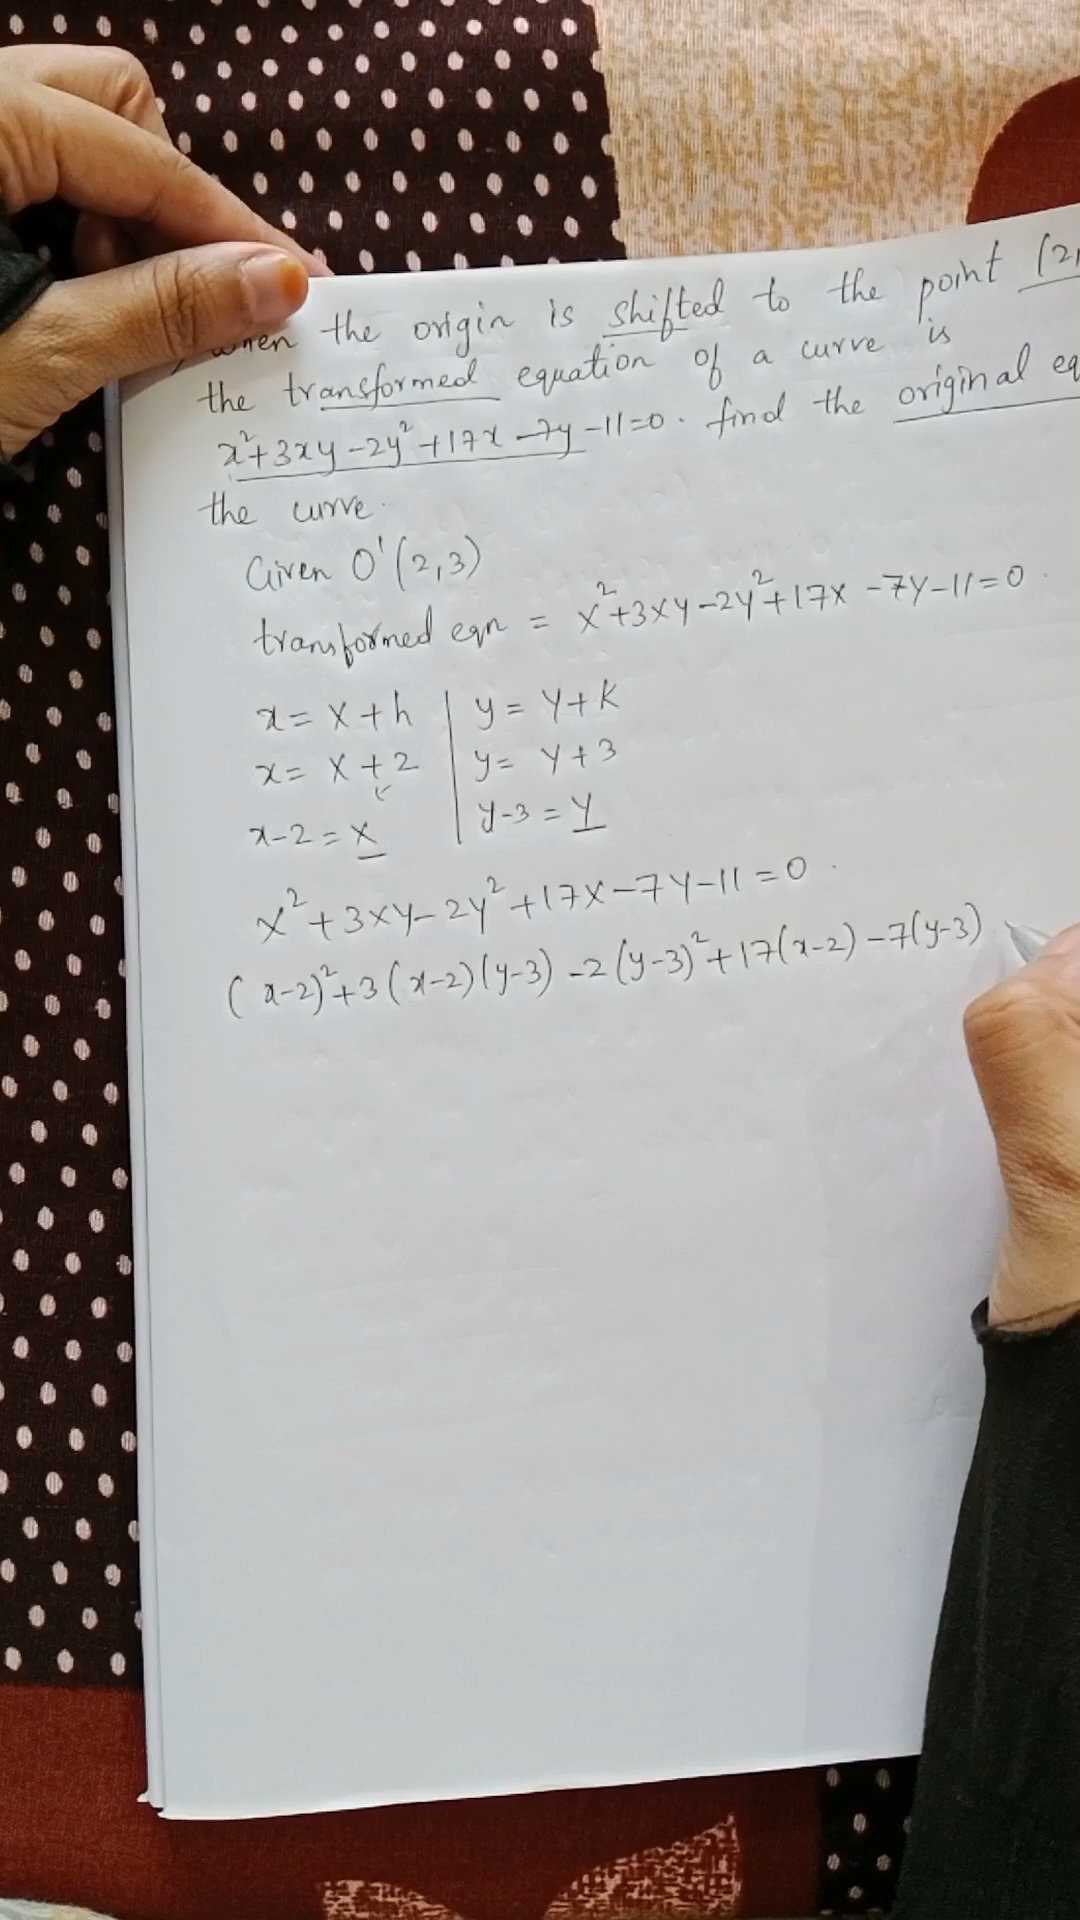 when the origin is shifted to the point (2,
the transformed equation of a curve is
x²+3xy-2y²+17x-7y-11=0. find the original eq
the curve.
Given O'(2,3)
transformed eqn = X²+3XY-2Y²+17X-7Y-11=0.
x = X+h | y = Y+K
x = X+2 | y = Y+3
x-2 = X | y-3 = Y
X²+3XY-2Y²+17X-7Y-11=0.
(x-2)²+3(x-2)(y-3)-2(y-3)²+17(x-2)-7(y-3)